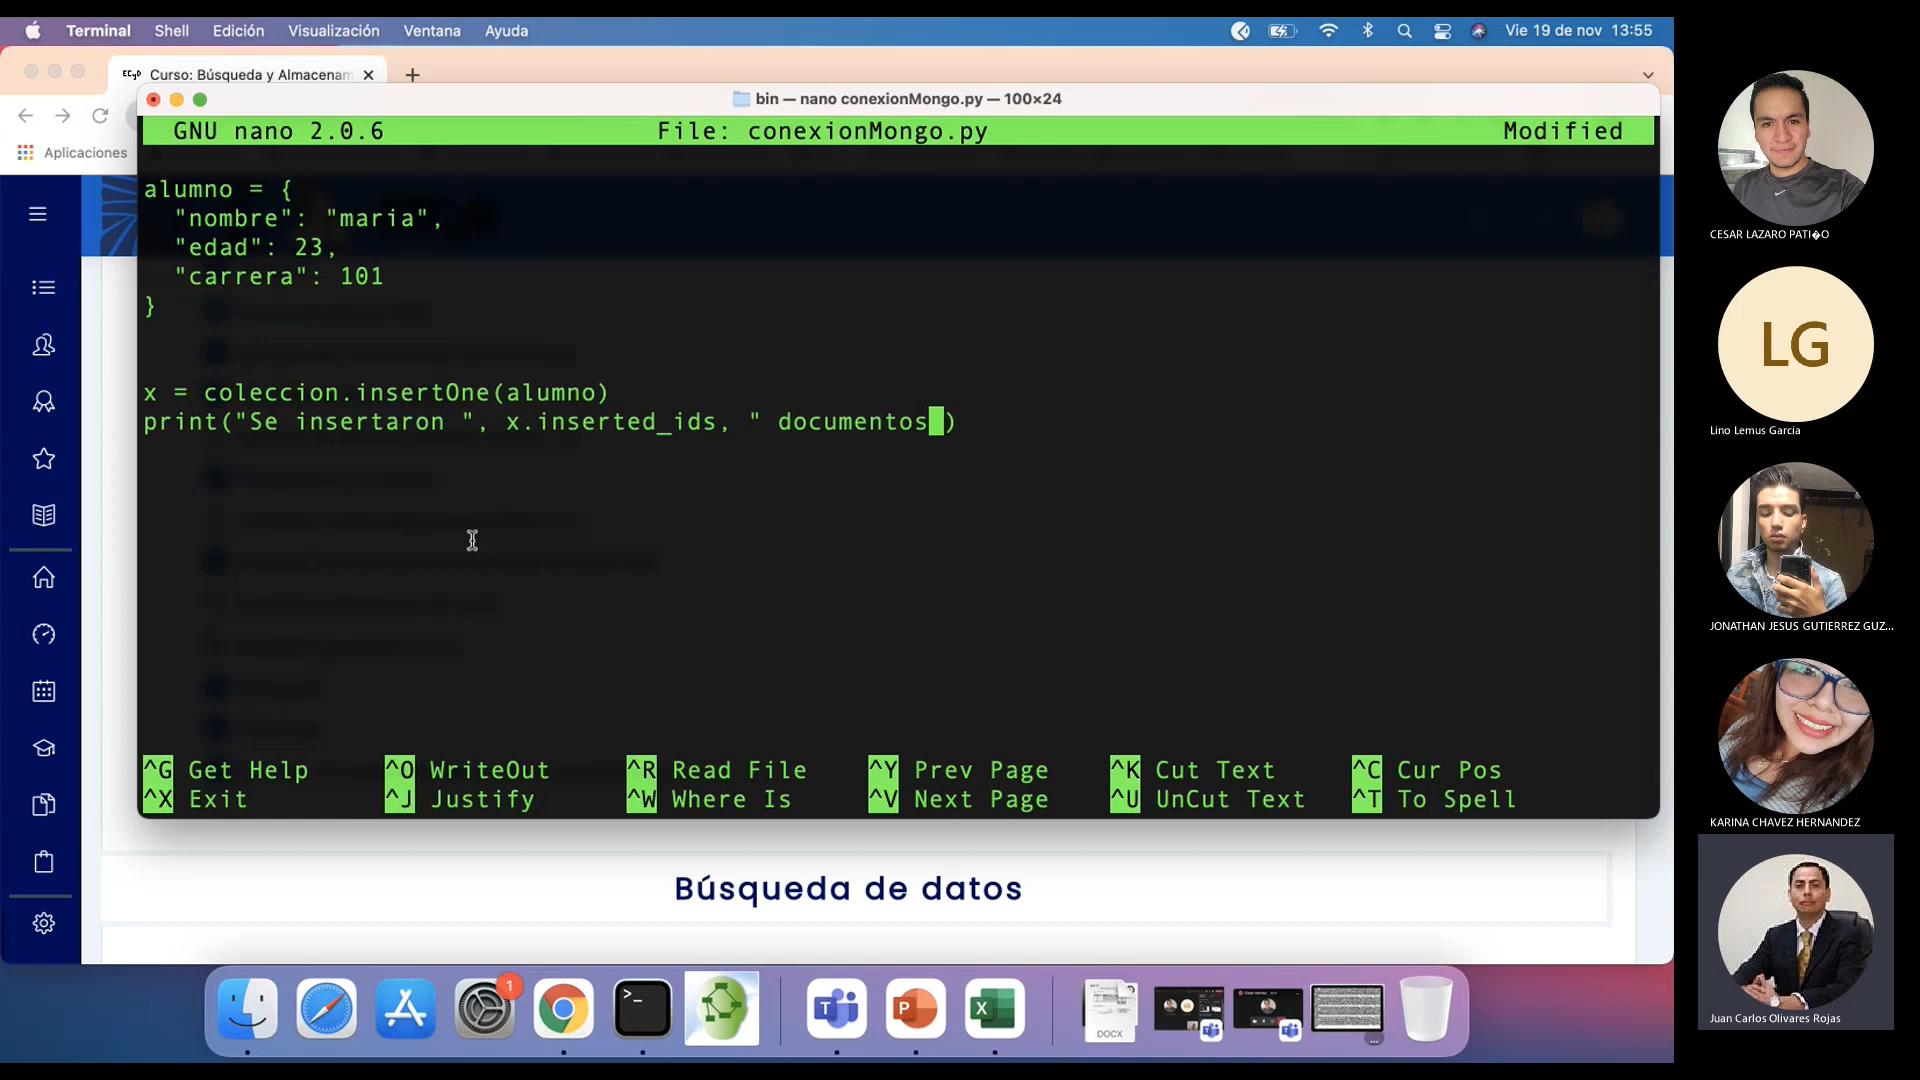 Terminal Shell Edición Visualización Ventana Ayuda Vie 19 de nov 13:55
ECyD Curso: Búsqueda y Almacenam
Aplicaciones
bin — nano conexionMongo.py — 100×24
GNU nano 2.0.6 File: conexionMongo.py Modified
alumno = {
"nombre": "maria",
"edad": 23,
"carrera": 101
}
x = coleccion.insertOne(alumno)
print("Se insertaron ", x.inserted_ids, " documentos )
^G Get Help ^O WriteOut ^R Read File ^Y Prev Page ^K Cut Text ^C Cur Pos
^X Exit ^J Justify ^W Where Is ^V Next Page ^U UnCut Text ^T To Spell
Búsqueda de datos
1
DOCX
CESAR LAZARO PATI�O
LG
Lino Lemus Garcia
JONATHAN JESUS GUTIERREZ GUZ...
KARINA CHAVEZ HERNANDEZ
Juan Carlos Olivares Rojas